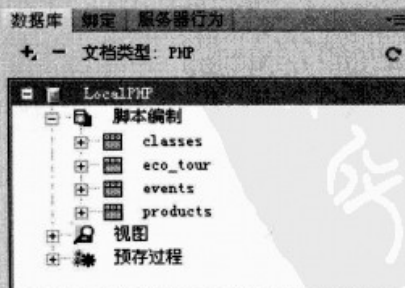 数据库 绑定 服务器行为
文档类型: PHP
LocalPHP
脚本编制
classes
eco_tour
events
products
视图
预存过程